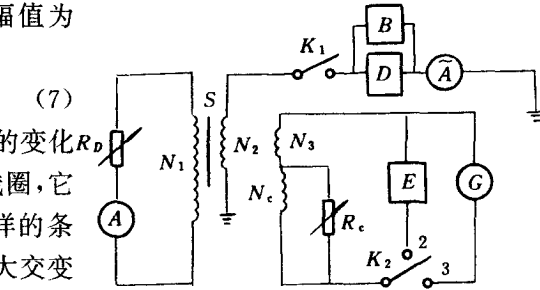 幅值为
(7)
的变化
线圈,它
样的条
大交变
K₁
B
D
A
S
R_D
N₁
N₂
N₃
N_c
R_c
A
E
G
K₂
2
3